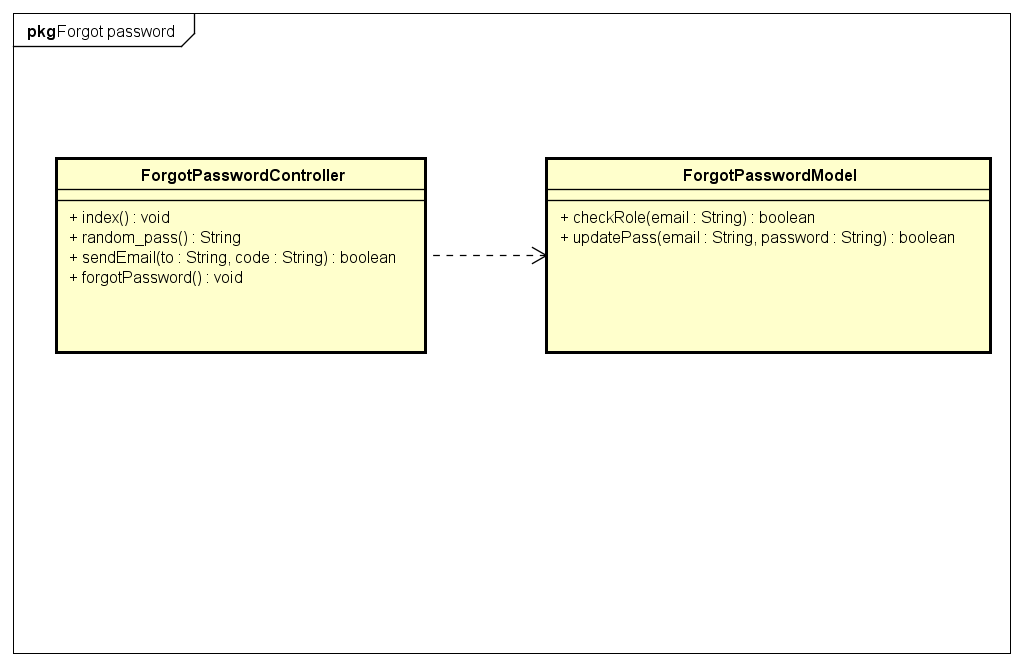 pkgForgot password
ForgotPasswordController
+ index() : void
+ random_pass() : String
+ sendEmail(to : String, code : String) : boolean
+ forgotPassword() : void
ForgotPasswordModel
+ checkRole(email : String) : boolean
+ updatePass(email : String, password : String) : boolean